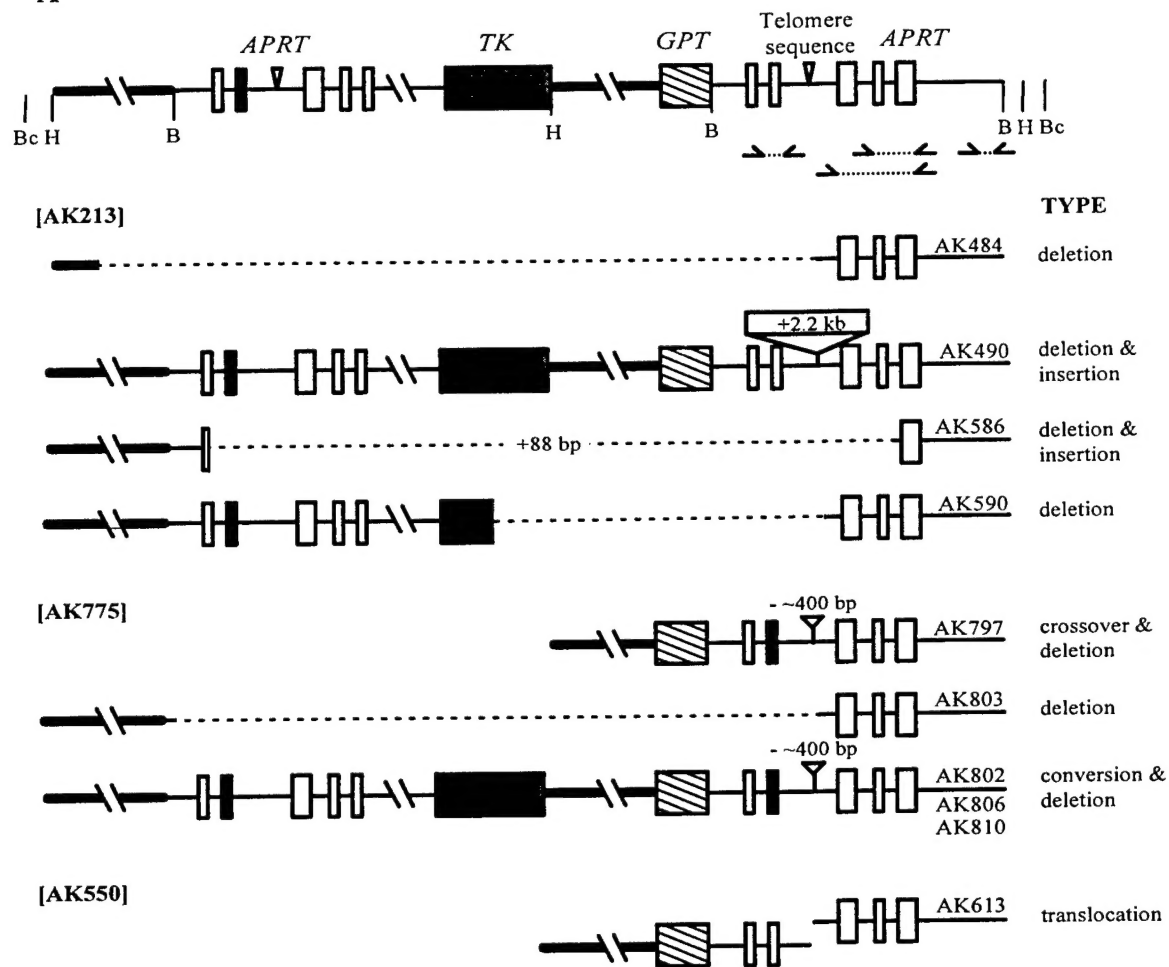 APRT TK GPT Telomere sequence APRT
Bc H B H B B H Bc
[AK213] TYPE
AK484 deletion
+2.2 kb
AK490 deletion & insertion
+88 bp AK586 deletion & insertion
AK590 deletion
[AK775]
- ~400 bp
AK797 crossover & deletion
AK803 deletion
- ~400 bp
AK802 conversion & deletion
AK806
AK810
[AK550]
AK613 translocation